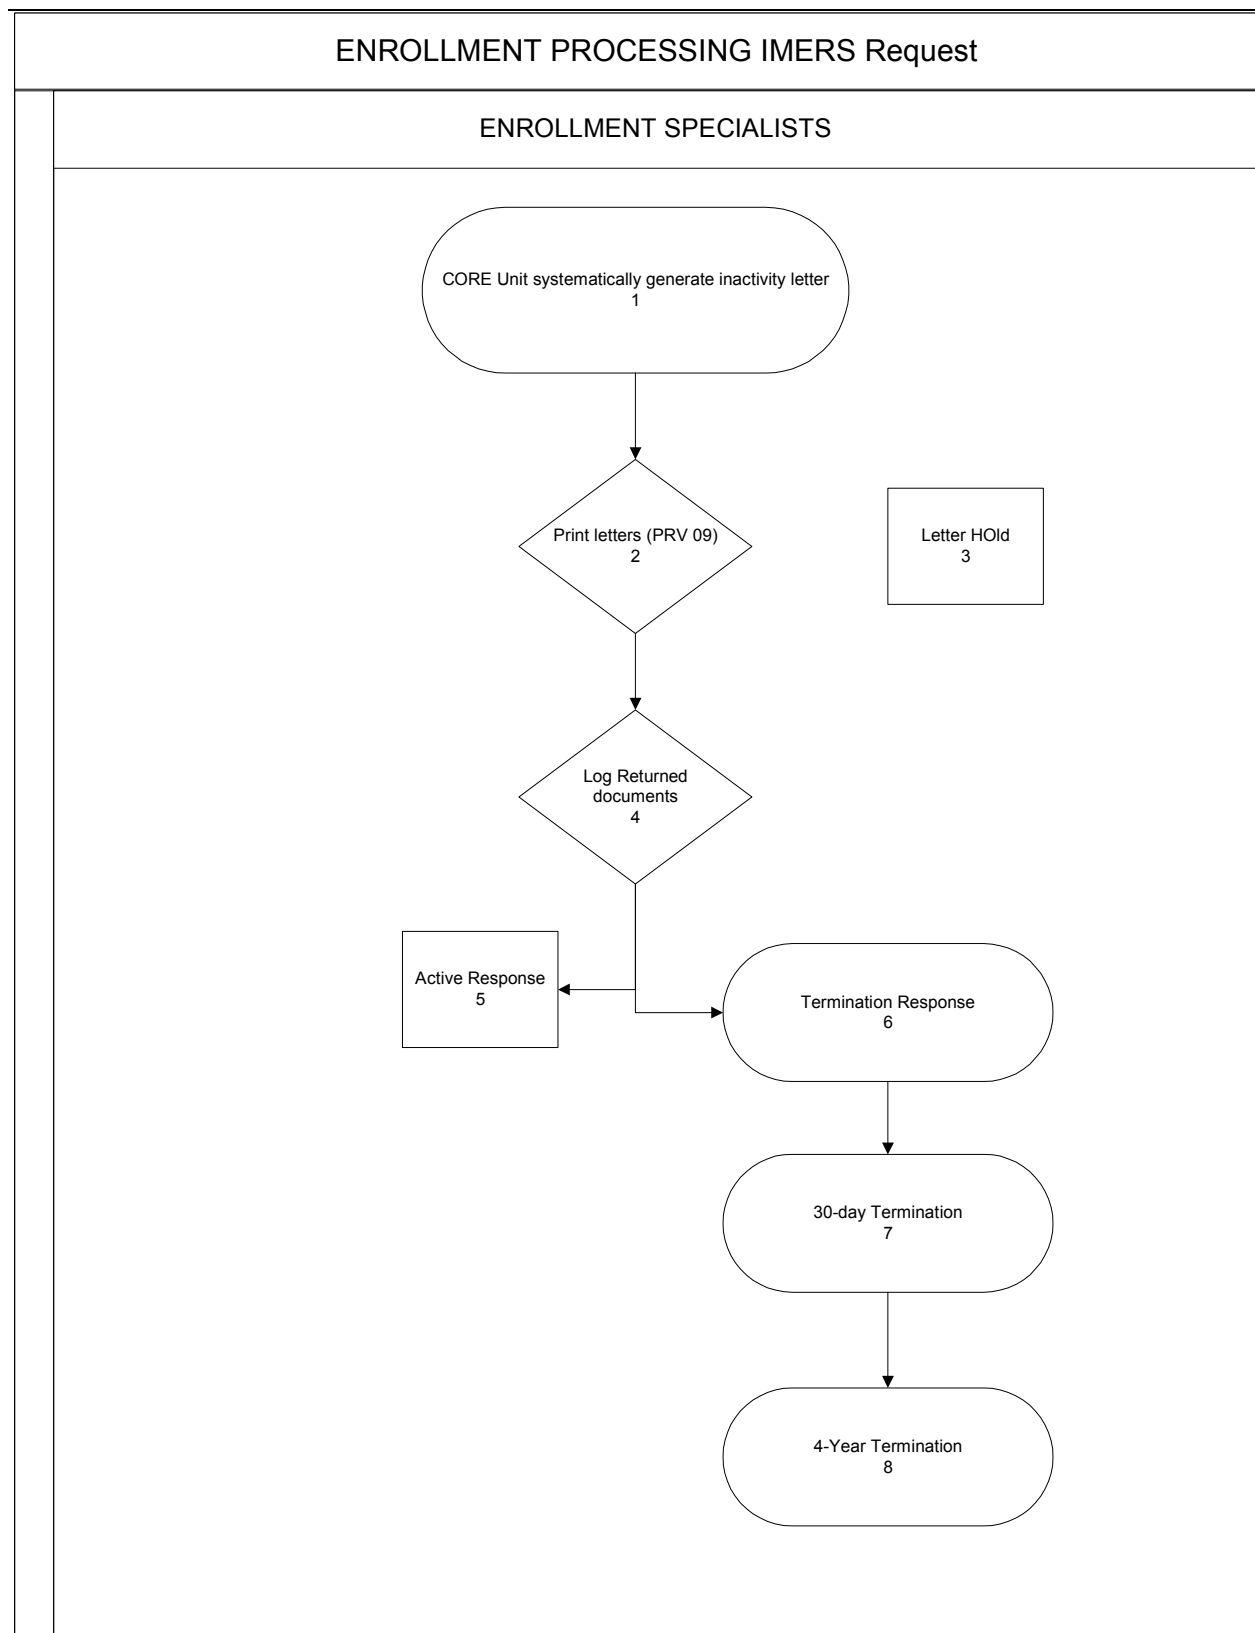 ENROLLMENT PROCESSING IMERS Request
ENROLLMENT SPECIALISTS
CORE Unit systematically generate inactivity letter
1
Print letters (PRV 09)
2
Letter HOld
3
Log Returned
documents
4
Active Response
5
Termination Response
6
30-day Termination
7
4-Year Termination
8